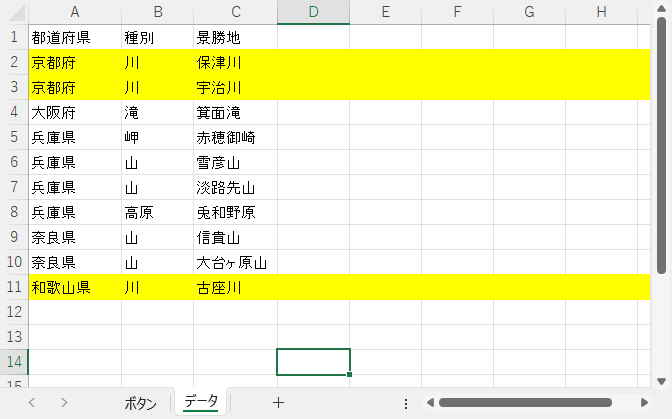 A B C D E F G H
1 都道府県 種別 景勝地
2 京都府 川 保津川
3 京都府 川 宇治川
4 大阪府 滝 箕面滝
5 兵庫県 岬 赤穂御崎
6 兵庫県 山 雪彦山
7 兵庫県 山 淡路先山
8 兵庫県 高原 兎和野原
9 奈良県 山 信貴山
10 奈良県 山 大台ヶ原山
11 和歌山県 川 古座川
12
13
14
15
ボタン データ